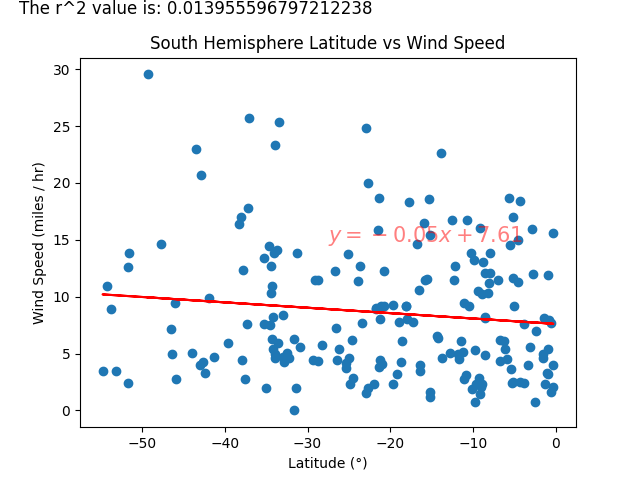 The r^2 value is: 0.013955596797212238
South Hemisphere Latitude vs Wind Speed
30
25
20
15
10
5
0
Wind Speed (miles / hr)
y = −0.05x + 7.61
−50 −40 −30 −20 −10 0
Latitude (°)